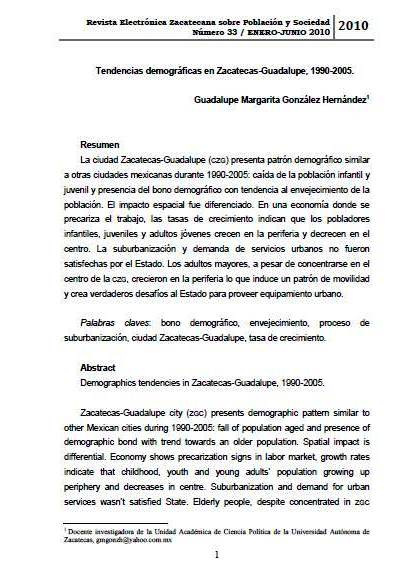 Revista Electrónica Zacatecana sobre Población y Sociedad
Número 33 / ENERO-JUNIO 2010
2010
Tendencias demográficas en Zacatecas-Guadalupe, 1990-2005.
Guadalupe Margarita González Hernández¹
Resumen
La ciudad Zacatecas-Guadalupe (CZG) presenta patrón demográfico similar
a otras ciudades mexicanas durante 1990-2005: caída de la población infantil y
juvenil y presencia del bono demográfico con tendencia al envejecimiento de la
población. El impacto espacial fue diferenciado. En una economía donde se
precariza el trabajo, las tasas de crecimiento indican que los pobladores
infantiles, juveniles y adultos jóvenes crecen en la periferia y decrecen en el
centro. La suburbanización y demanda de servicios urbanos no fueron
satisfechas por el Estado. Los adultos mayores, a pesar de concentrarse en el
centro de la CZG, crecieron en la periferia lo que induce un patrón de movilidad
y crea verdaderos desafíos al Estado para proveer equipamiento urbano.
Palabras claves: bono demográfico, envejecimiento, proceso de
suburbanización, ciudad Zacatecas-Guadalupe, tasa de crecimiento.
Abstract
Demographics tendencies in Zacatecas-Guadalupe, 1990-2005.
Zacatecas-Guadalupe city (ZGC) presents demographic pattern similar to
other Mexican cities during 1990-2005: fall of population aged and presence of
demographic bond with trend towards an older population. Spatial impact is
differential. Economy shows precarization signs in labor market, growth rates
indicate that childhood, youth and young adults' population growing up
periphery and decreases in centre. Suburbanization and demand for urban
services wasn't satisfied State. Elderly people, despite concentrated in ZGC
¹ Docente investigadora de la Unidad Académica de Ciencia Política de la Universidad Autónoma de
Zacatecas, gmgonzh@yahoo.com.mx
1